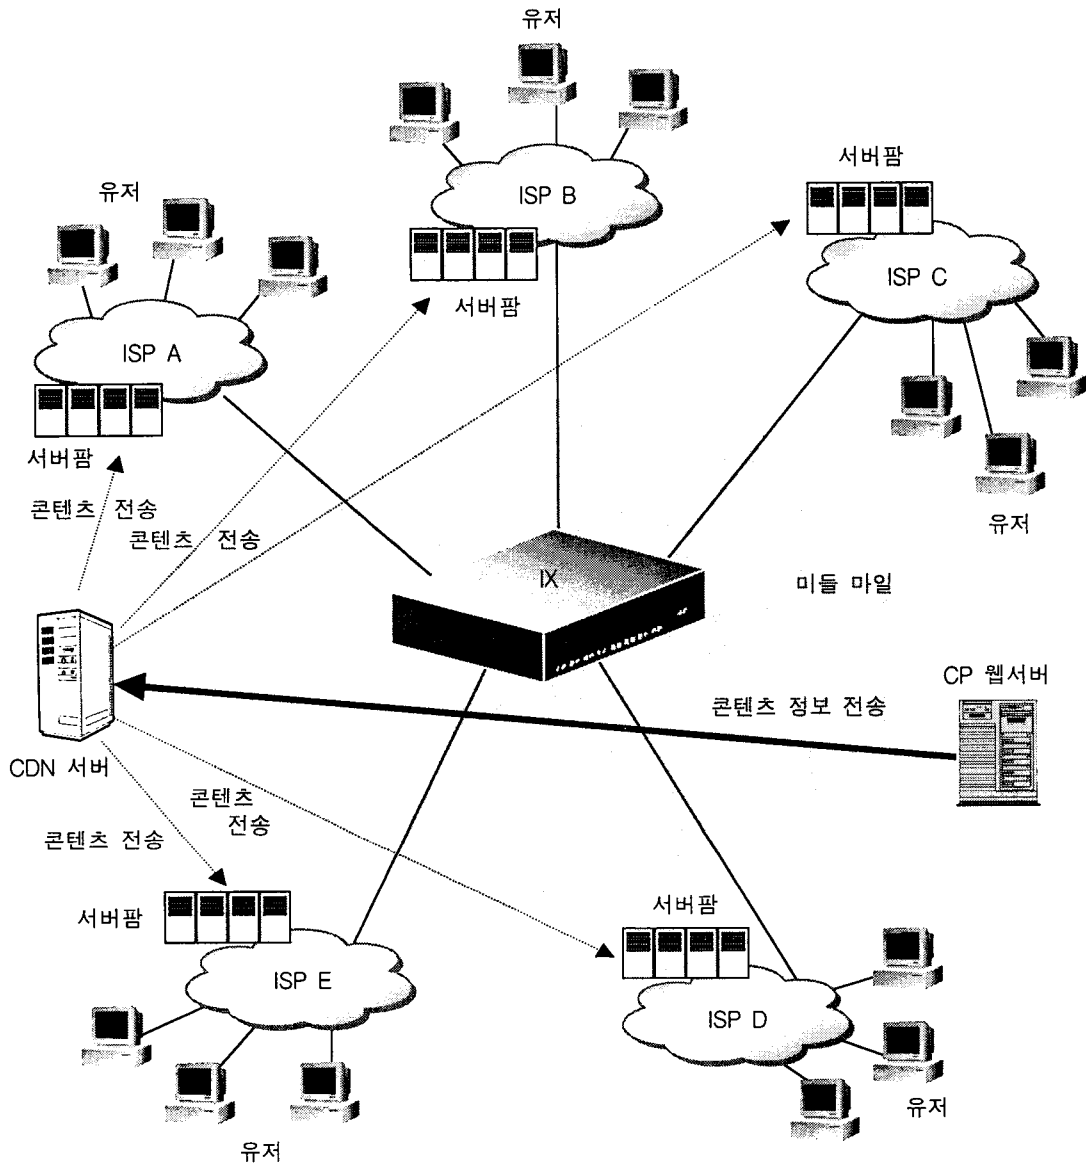 유저
ISP B
서버팜
서버팜
ISP C
유저
유저
ISP A
서버팜
콘텐츠 전송
콘텐츠 전송
IX
미들 마일
CP 웹서버
콘텐츠 정보 전송
CDN 서버
콘텐츠
전송
콘텐츠 전송
서버팜
ISP E
유저
서버팜
ISP D
유저